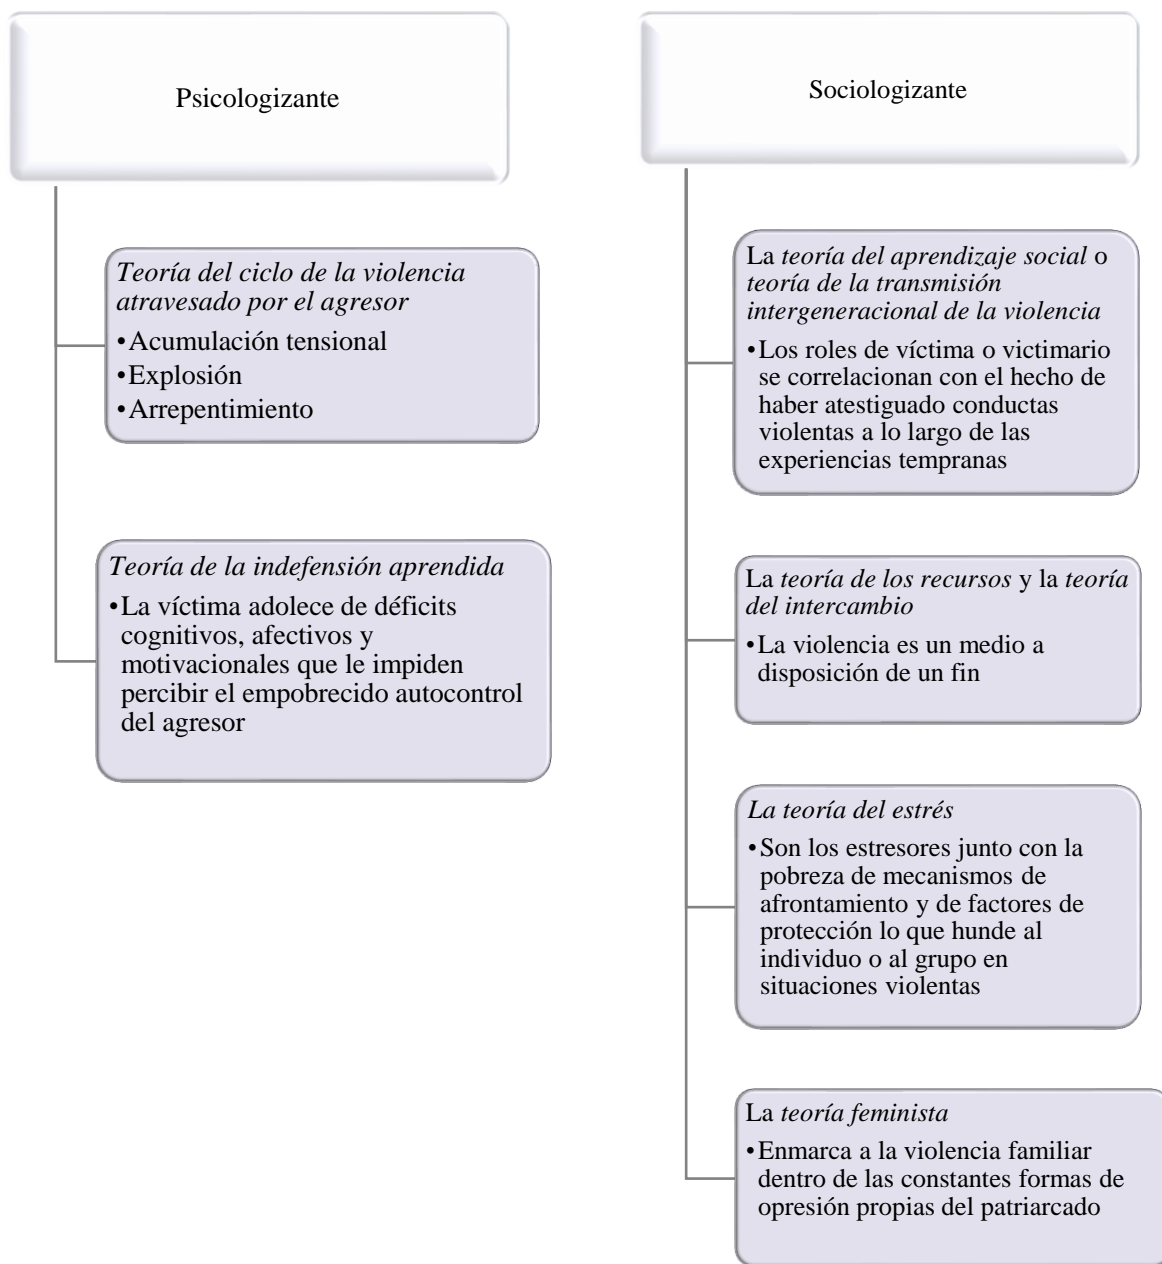 Psicologizante
Teoría del ciclo de la violencia
atravesado por el agresor
•Acumulación tensional
•Explosión
•Arrepentimiento
Teoría de la indefensión aprendida
•La víctima adolece de déficits
cognitivos, afectivos y
motivacionales que le impiden
percibir el empobrecido autocontrol
del agresor
Sociologizante
La teoría del aprendizaje social o
teoría de la transmisión
intergeneracional de la violencia
•Los roles de víctima o victimario
se correlacionan con el hecho de
haber atestiguado conductas
violentas a lo largo de las
experiencias tempranas
La teoría de los recursos y la teoría
del intercambio
•La violencia es un medio a
disposición de un fin
La teoría del estrés
•Son los estresores junto con la
pobreza de mecanismos de
afrontamiento y de factores de
protección lo que hunde al
individuo o al grupo en
situaciones violentas
La teoría feminista
•Enmarca a la violencia familiar
dentro de las constantes formas de
opresión propias del patriarcado